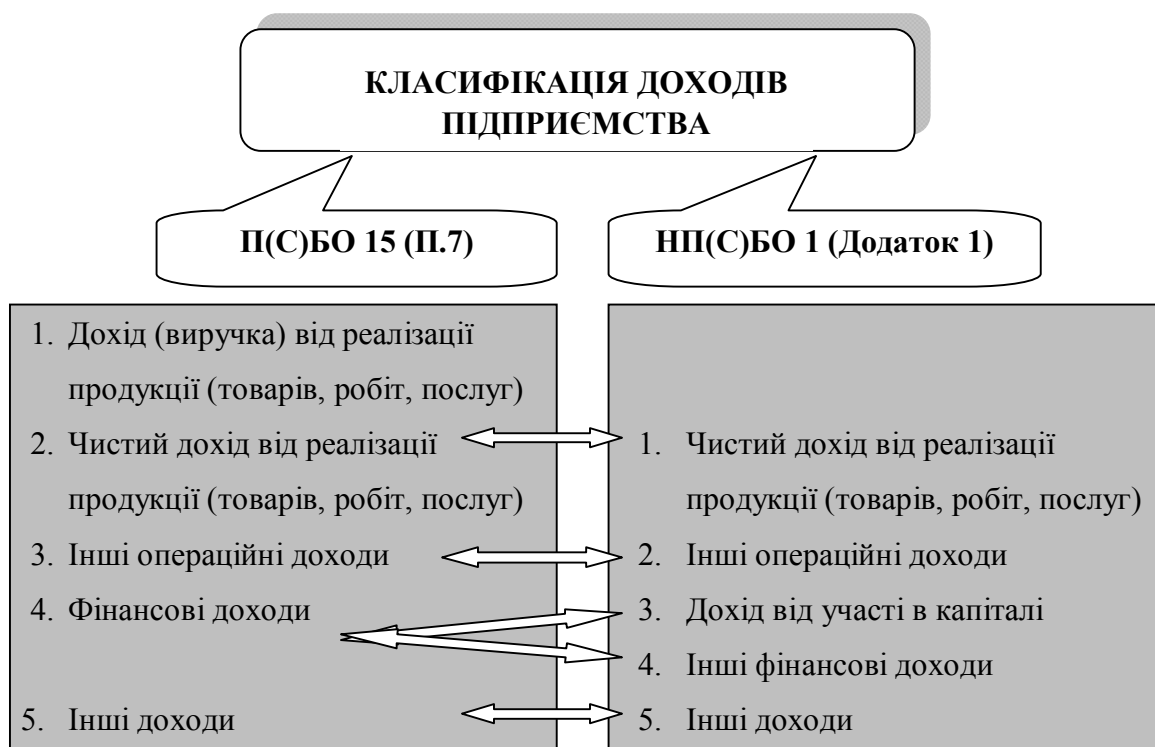 КЛАСИФІКАЦІЯ ДОХОДІВ
ПІДПРИЄМСТВА
П(С)БО 15 (П.7)
НП(С)БО 1 (Додаток 1)
1. Дохід (виручка) від реалізації
продукції (товарів, робіт, послуг)
2. Чистий дохід від реалізації
продукції (товарів, робіт, послуг)
3. Інші операційні доходи
4. Фінансові доходи
5. Інші доходи
1. Чистий дохід від реалізації
продукції (товарів, робіт, послуг)
2. Інші операційні доходи
3. Дохід від участі в капіталі
4. Інші фінансові доходи
5. Інші доходи